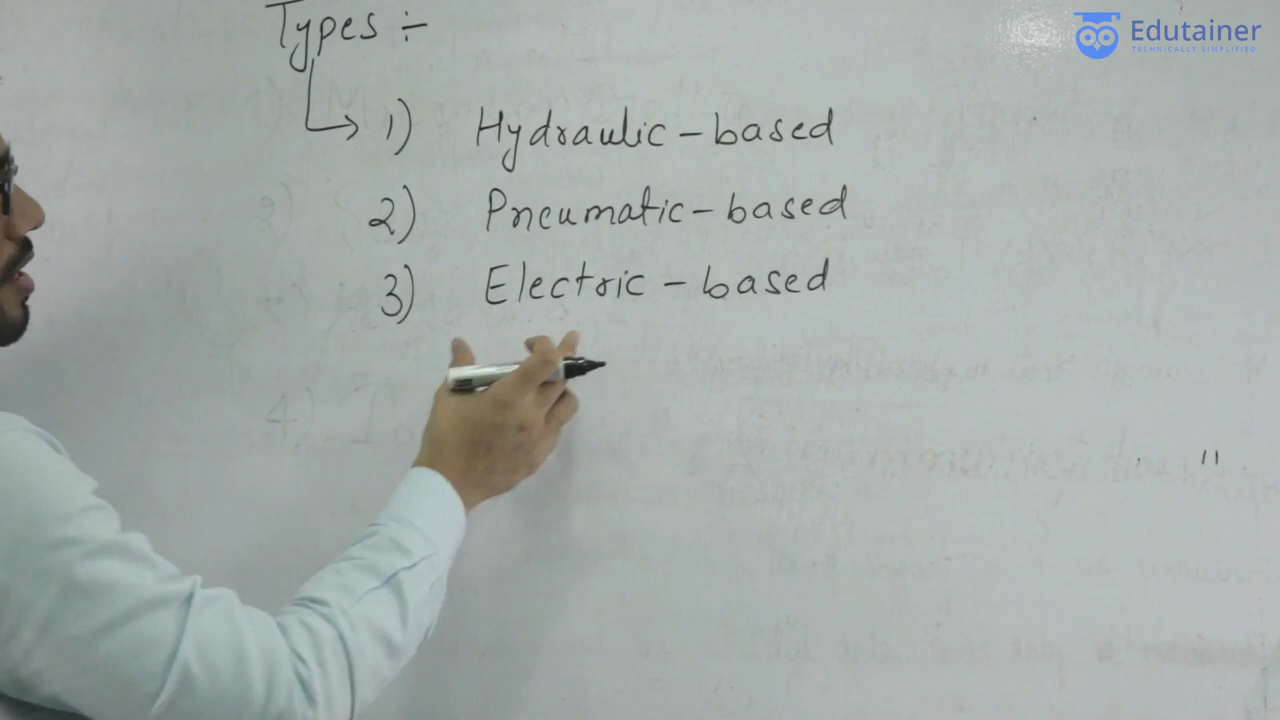 Edutainer
TECHNICALLY SIMPLIFIED
Types ÷
1) Hydraulic-based
2) Pneumatic-based
3) Electric-based
"